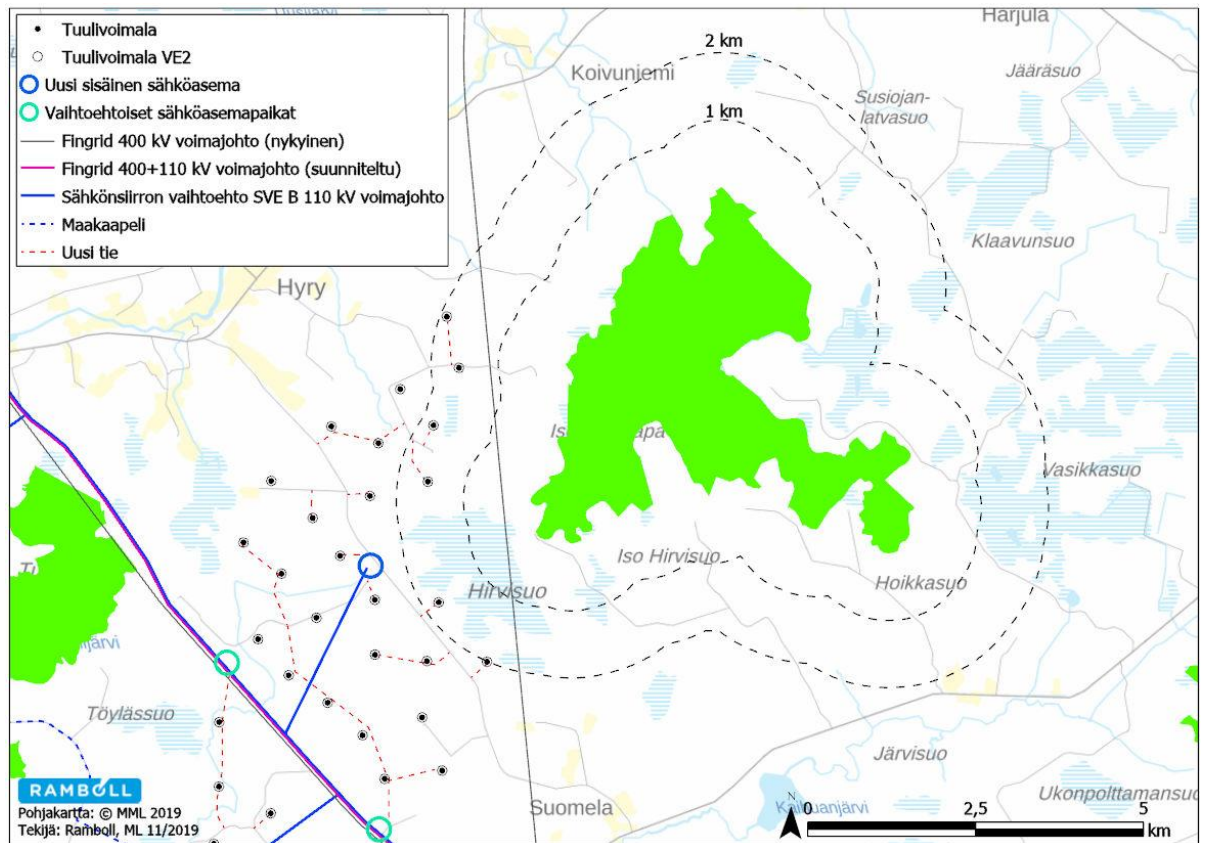 Tuulivoimala
Tuulivoimala VE2
Uusi sisäinen sähköasema
Vaihtoehtoiset sähköasemapaikat
Fingrid 400 kV voimajohto (nykyinen)
Fingrid 400+110 kV voimajohto (suunniteltu)
Sähkönsiirron vaihtoehto SVE B 110 kV voimajohto
Maakaapeli
Uusi tie
Harjula
2 km
Koivuniemi
Jääräsuo
Susiojan-
latvasuo
1 km
Klaavunsuo
Hyry
Vasikkasuo
Iso Hirvisuo
Hoikkasuo
Hirvisuo
Töylässuo
Järvisuo
Suomela
Ukonpolttamansuo
RAMBOLL
Pohjakartta: © MML 2019
Tekijä: Ramboll, ML 11/2019
N
0 2,5 5
km